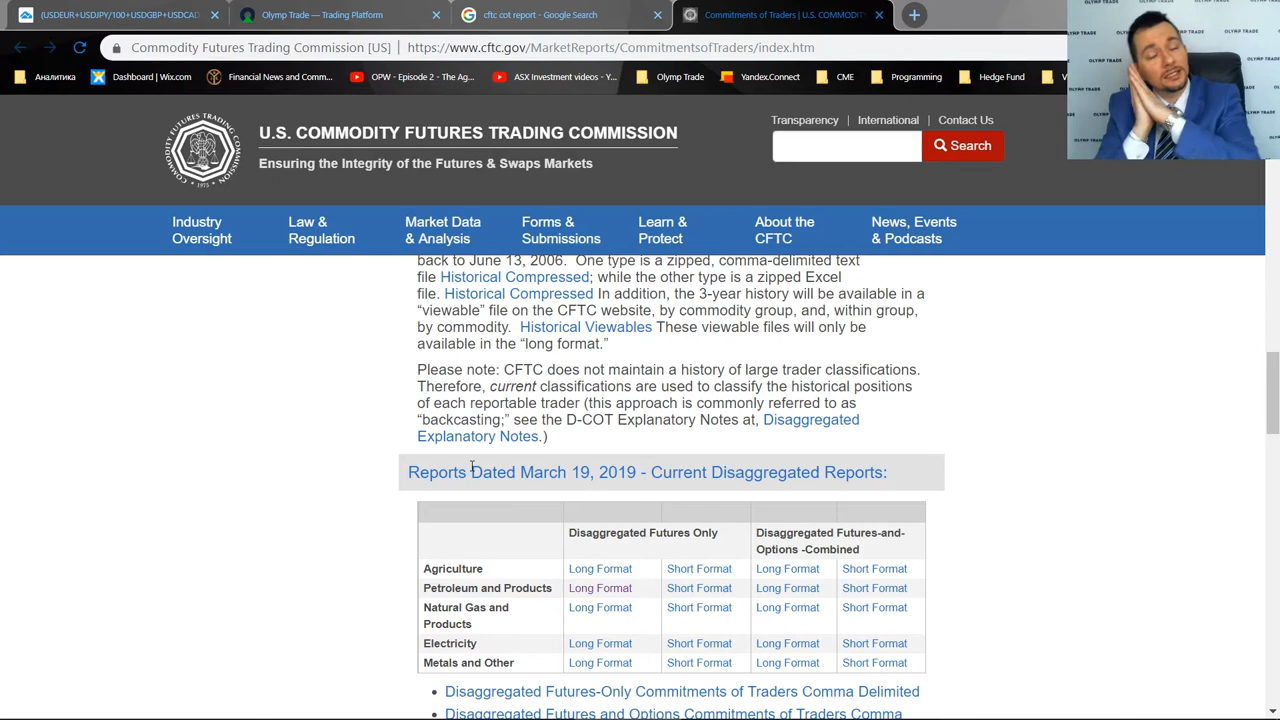 (USDEUR+USDJPY/100+USDGBP+USDCAD
Olymp Trade — Trading Platform
cftc cot report - Google Search
Commitments of Traders | U.S. COMMODITY
Commodity Futures Trading Commission [US] | https://www.cftc.gov/MarketReports/CommitmentsofTraders/index.htm
Аналитика
Dashboard | Wix.com
Financial News and Comm...
OPW - Basic - The Ag...
ASX Investor Videos - Y...
Olymp Trade
Yandex.Connect
CME
Programming
Hedge Fund
OLYMP TRADE
COMMODITY FUTURES TRADING COMMISSION
1975
U.S. COMMODITY FUTURES TRADING COMMISSION
Ensuring the Integrity of the Futures & Swaps Markets
Transparency | International | Contact Us
Search
Industry
Oversight
Law &
Regulation
Market Data
& Analysis
Forms &
Submissions
Learn &
Protect
About the
CFTC
News, Events
& Podcasts
back to June 13, 2006. One type is a zipped, comma-delimited text
file Historical Compressed; while the other type is a zipped Excel
file. Historical Compressed In addition, the 3-year history will be available in a
“viewable” file on the CFTC website, by commodity group, and, within group,
by commodity. Historical Viewables These viewable files will only be
available in the “long format.”
Please note: CFTC does not maintain a history of large trader classifications.
Therefore, current classifications are used to classify the historical positions
of each reportable trader (this approach is commonly referred to as
“backcasting;” see the D-COT Explanatory Notes at, Disaggregated
Explanatory Notes.)
Reports Dated March 19, 2019 - Current Disaggregated Reports:
Disaggregated Futures Only
Disaggregated Futures-and-
Options -Combined
Agriculture Long Format Short Format Long Format Short Format
Petroleum and Products Long Format Short Format Long Format Short Format
Natural Gas and Long Format Short Format Long Format Short Format
Products
Electricity Long Format Short Format Long Format Short Format
Metals and Other Long Format Short Format Long Format Short Format
• Disaggregated Futures-Only Commitments of Traders Comma Delimited
Disaggregated Futures and Options Commitments of Traders Comma